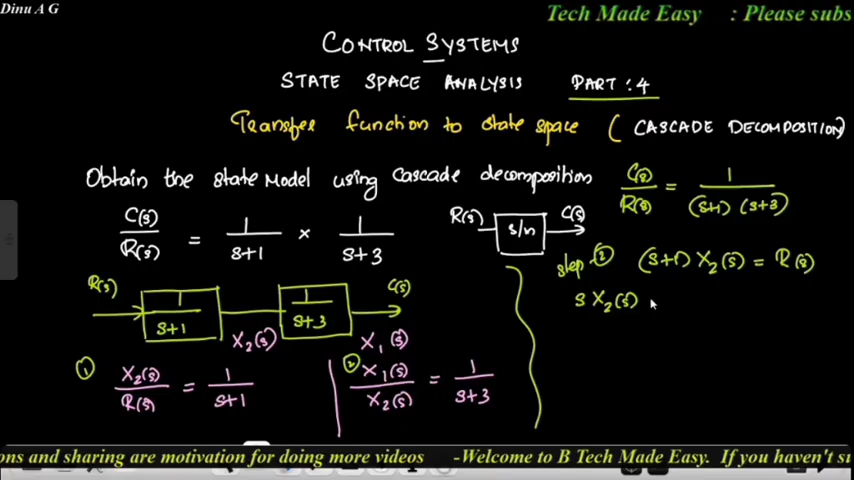 Dinu A G
Tech Made Easy : Please subs
CONTROL SYSTEMS
STATE SPACE ANALYSIS PART : 4
Transfer function to state space ( CASCADE DECOMPOSITION)
Obtain the state Model using Cascade decomposition C(s)/R(s) = 1/((s+1) (s+3))
C(s)/R(s) = 1/(s+1) × 1/(s+3)
R(s) s/n C(s)
step ② (s+1) X₂(s) = R(s)
s X₂(s)
R(s) 1/(s+1) 1/(s+3) C(s)
X₂(s) X₁(s)
① X₂(s)/R(s) = 1/(s+1)
② X₁(s)/X₂(s) = 1/(s+3)
ons and sharing are motivation for doing more videos -Welcome to B Tech Made Easy. If you haven't su